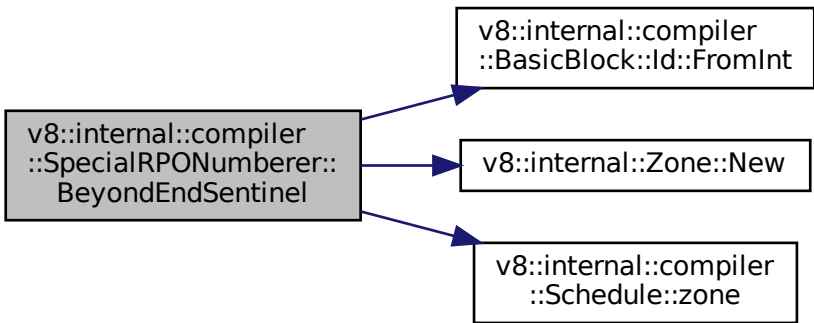 v8::internal::compiler
::SpecialRPONumberer::
BeyondEndSentinel
v8::internal::compiler
::BasicBlock::Id::FromInt
v8::internal::Zone::New
v8::internal::compiler
::Schedule::zone